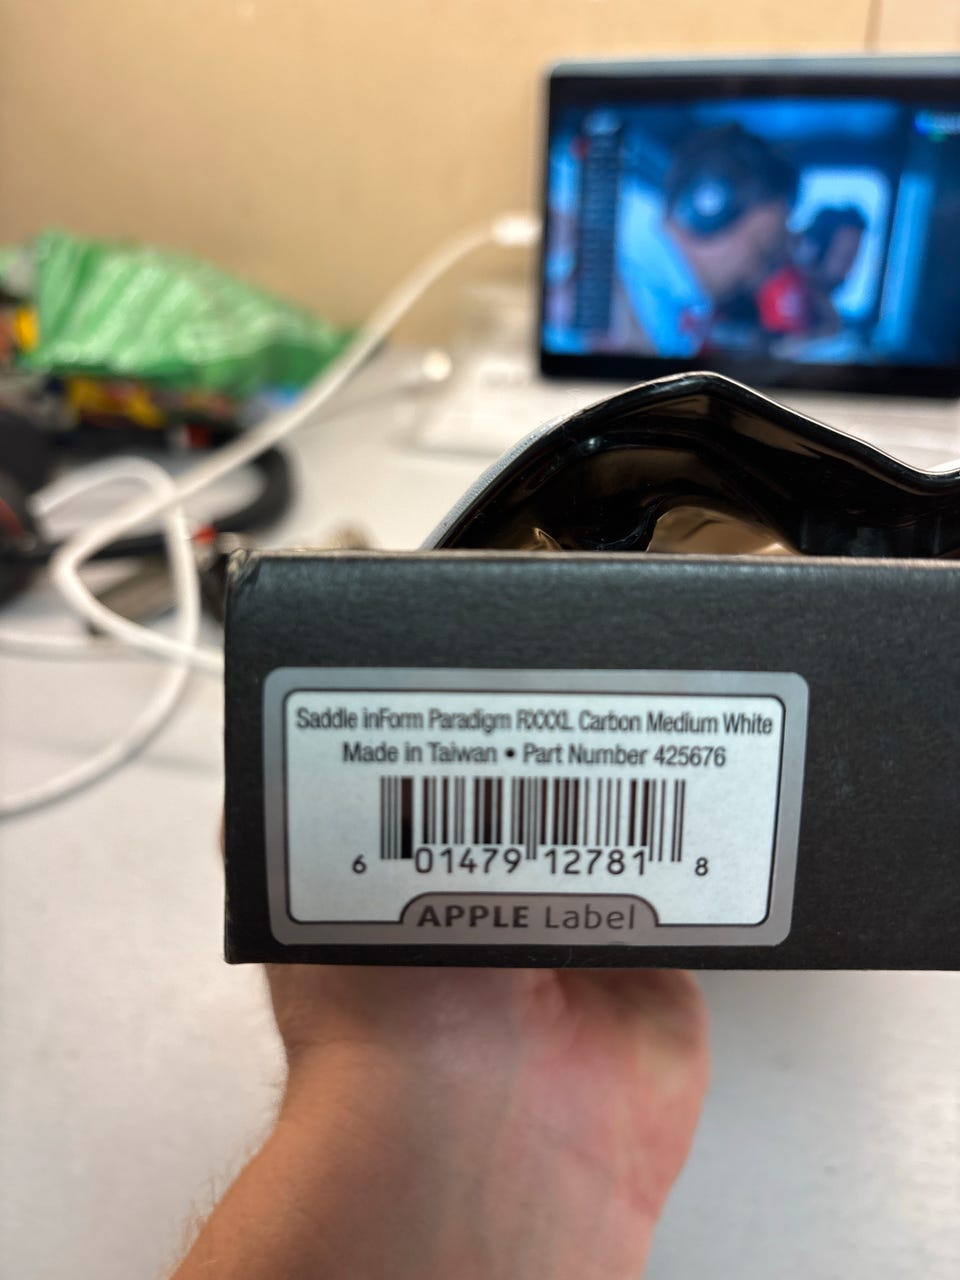 Saddle inForm Paradigm RXXXL Carbon Medium White
Made in Taiwan • Part Number 425676
6 01479 12781 8
APPLE Label